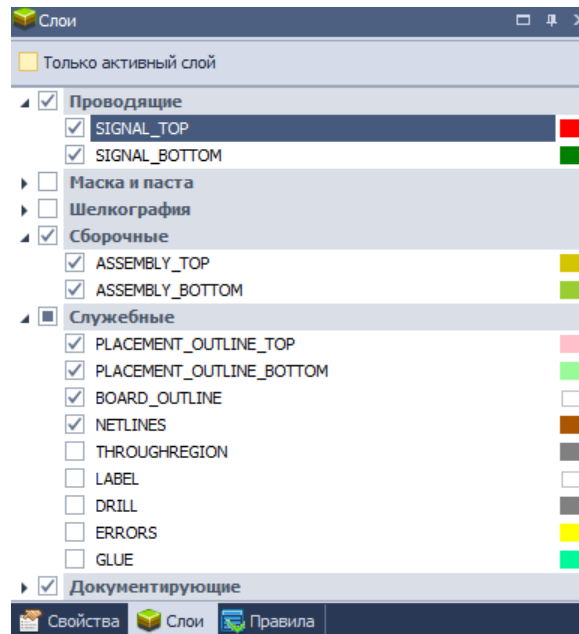 Слои
Только активный слой
Проводящие
SIGNAL_TOP
SIGNAL_BOTTOM
Маска и паста
Шелкография
Сборочные
ASSEMBLY_TOP
ASSEMBLY_BOTTOM
Служебные
PLACEMENT_OUTLINE_TOP
PLACEMENT_OUTLINE_BOTTOM
BOARD_OUTLINE
NETLINES
THROUGHREGION
LABEL
DRILL
ERRORS
GLUE
Документирующие
Свойства Слои Правила